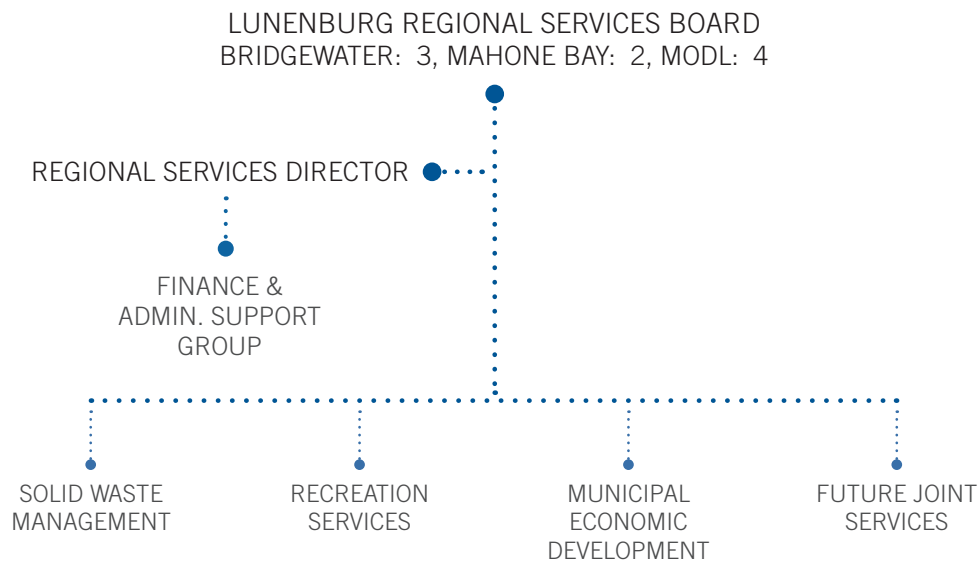 LUNENBURG REGIONAL SERVICES BOARD
BRIDGEWATER: 3, MAHONE BAY: 2, MODL: 4
REGIONAL SERVICES DIRECTOR
FINANCE &
ADMIN. SUPPORT
GROUP
SOLID WASTE
MANAGEMENT
RECREATION
SERVICES
MUNICIPAL
ECONOMIC
DEVELOPMENT
FUTURE JOINT
SERVICES